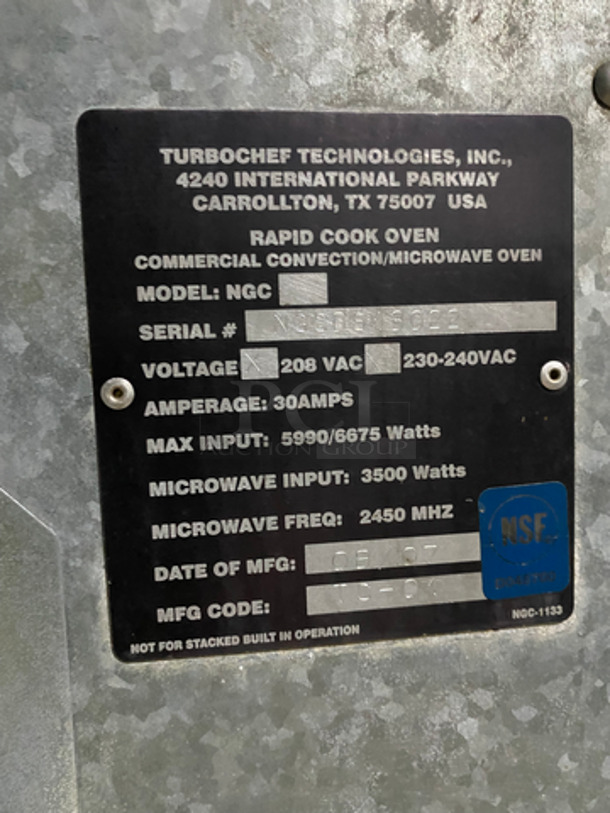 TURBOCHEF TECHNOLOGIES, INC.,
4240 INTERNATIONAL PARKWAY
CARROLLTON, TX 75007 USA
RAPID COOK OVEN
COMMERCIAL CONVECTION/MICROWAVE OVEN
MODEL: NGC
SERIAL #
VOLTAGE 208 VAC 230-240VAC
AMPERAGE: 30AMPS
PCI
AUCTION GROUP
MAX INPUT: 5990/6675 Watts
MICROWAVE INPUT: 3500 Watts
MICROWAVE FREQ: 2450 MHZ
NSF
DATE OF MFG:
MFG CODE:
NGC-1133
NOT FOR STACKED BUILT IN OPERATION